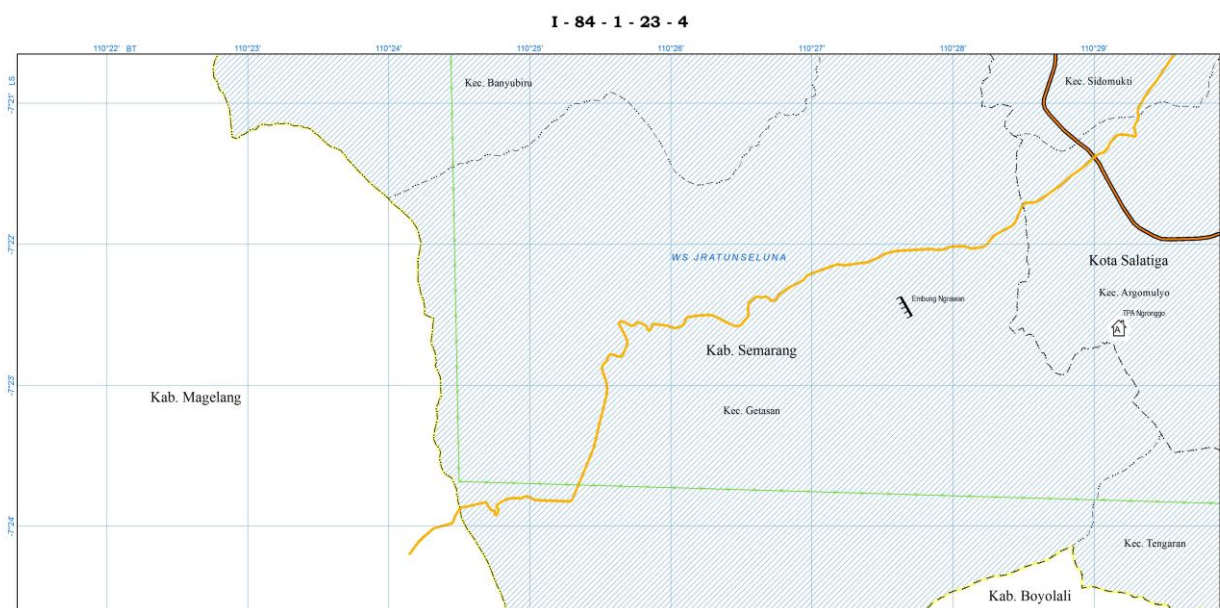 I - 84 - 1 - 23 - 4
110°22' BT
110°23'
110°24'
110°25'
110°26'
110°27'
110°28'
110°29'
LS
-7°21'
-7°22'
-7°23'
-7°24'
Kec. Banyubiru
Kec. Sidomukti
WS JRATUNSELUNA
Kota Salatiga
Kec. Argomulyo
Embung Ngrawan
TPA Ngronggo
A
Kab. Semarang
Kab. Magelang
Kec. Getasan
Kec. Tengaran
Kab. Boyolali